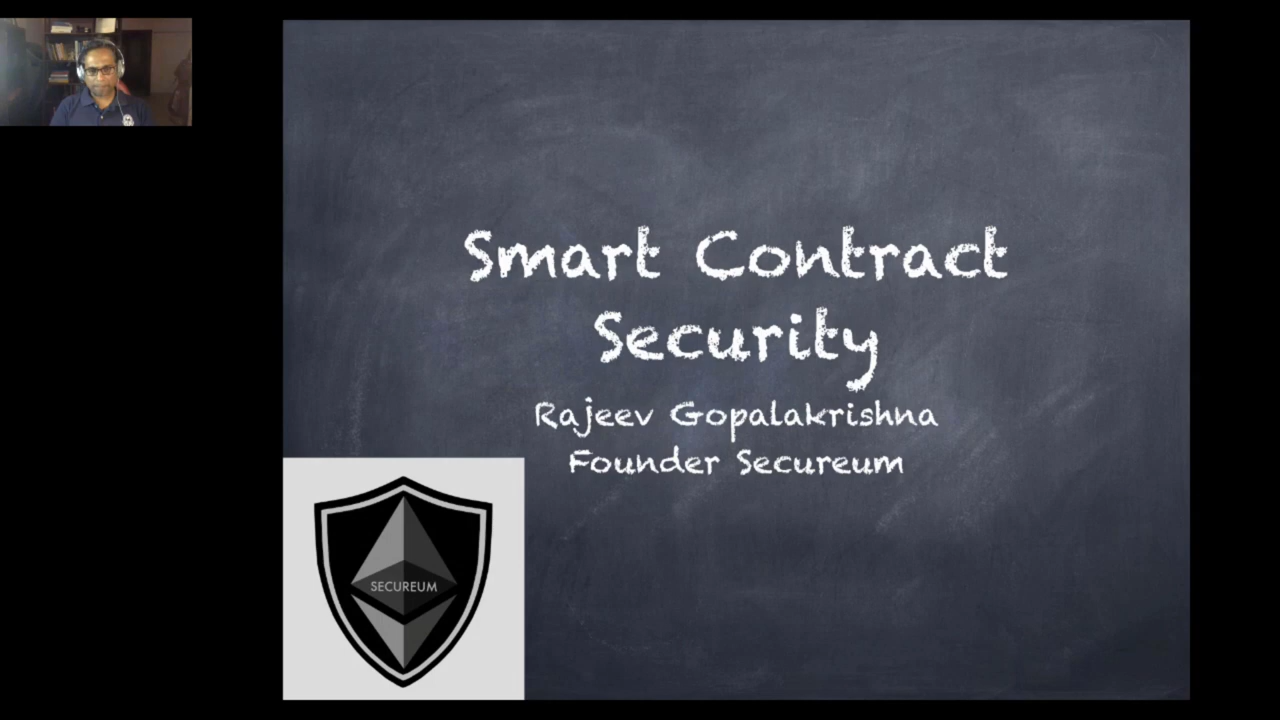 Smart Contract
Security
Rajeev Gopalakrishna
Founder Secureum
SECUREUM